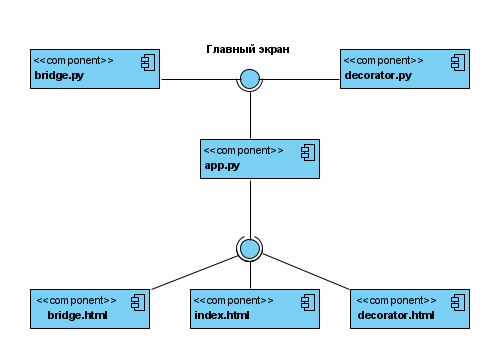 Главный экран
<<component>>
bridge.py
<<component>>
decorator.py
<<component>>
app.py
<<component>>
bridge.html
<<component>>
index.html
<<component>>
decorator.html